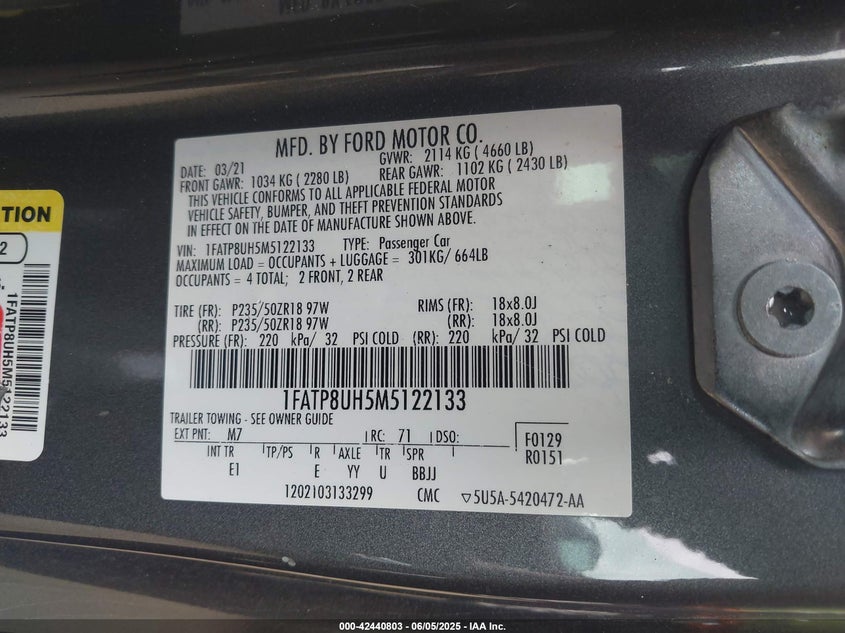 MFD. BY FORD MOTOR CO.
DATE: 03/21
GVWR: 2114 KG ( 4660 LB)
FRONT GAWR: 1034 KG ( 2280 LB)
REAR GAWR: 1102 KG ( 2430 LB)
THIS VEHICLE CONFORMS TO ALL APPLICABLE FEDERAL MOTOR
VEHICLE SAFETY, BUMPER, AND THEFT PREVENTION STANDARDS
IN EFFECT ON THE DATE OF MANUFACTURE SHOWN ABOVE.
VIN: 1FATP8UH5M5122133 TYPE: Passenger Car
MAXIMUM LOAD = OCCUPANTS + LUGGAGE = 301KG/ 664LB
OCCUPANTS = 4 TOTAL; 2 FRONT, 2 REAR
TIRE (FR): P235/50ZR18 97W RIMS (FR): 18x8.0J
(RR): P235/50ZR18 97W (RR): 18x8.0J
PRESSURE (FR): 220 kPa/ 32 PSI COLD (RR): 220 kPa/ 32 PSI COLD
1FATP8UH5M5122133
TRAILER TOWING - SEE OWNER GUIDE
EXT PNT: M7 RC: 71 DSO: F0129
R0151
INT TR TP/PS R AXLE TR SPR
E1 E YY U BBJJ
1202103133299 CMC ▽5U5A-5420472-AA
TION
2
1FATP8UH5M5122133
000-42440803 - 06/05/2025 - IAA Inc.